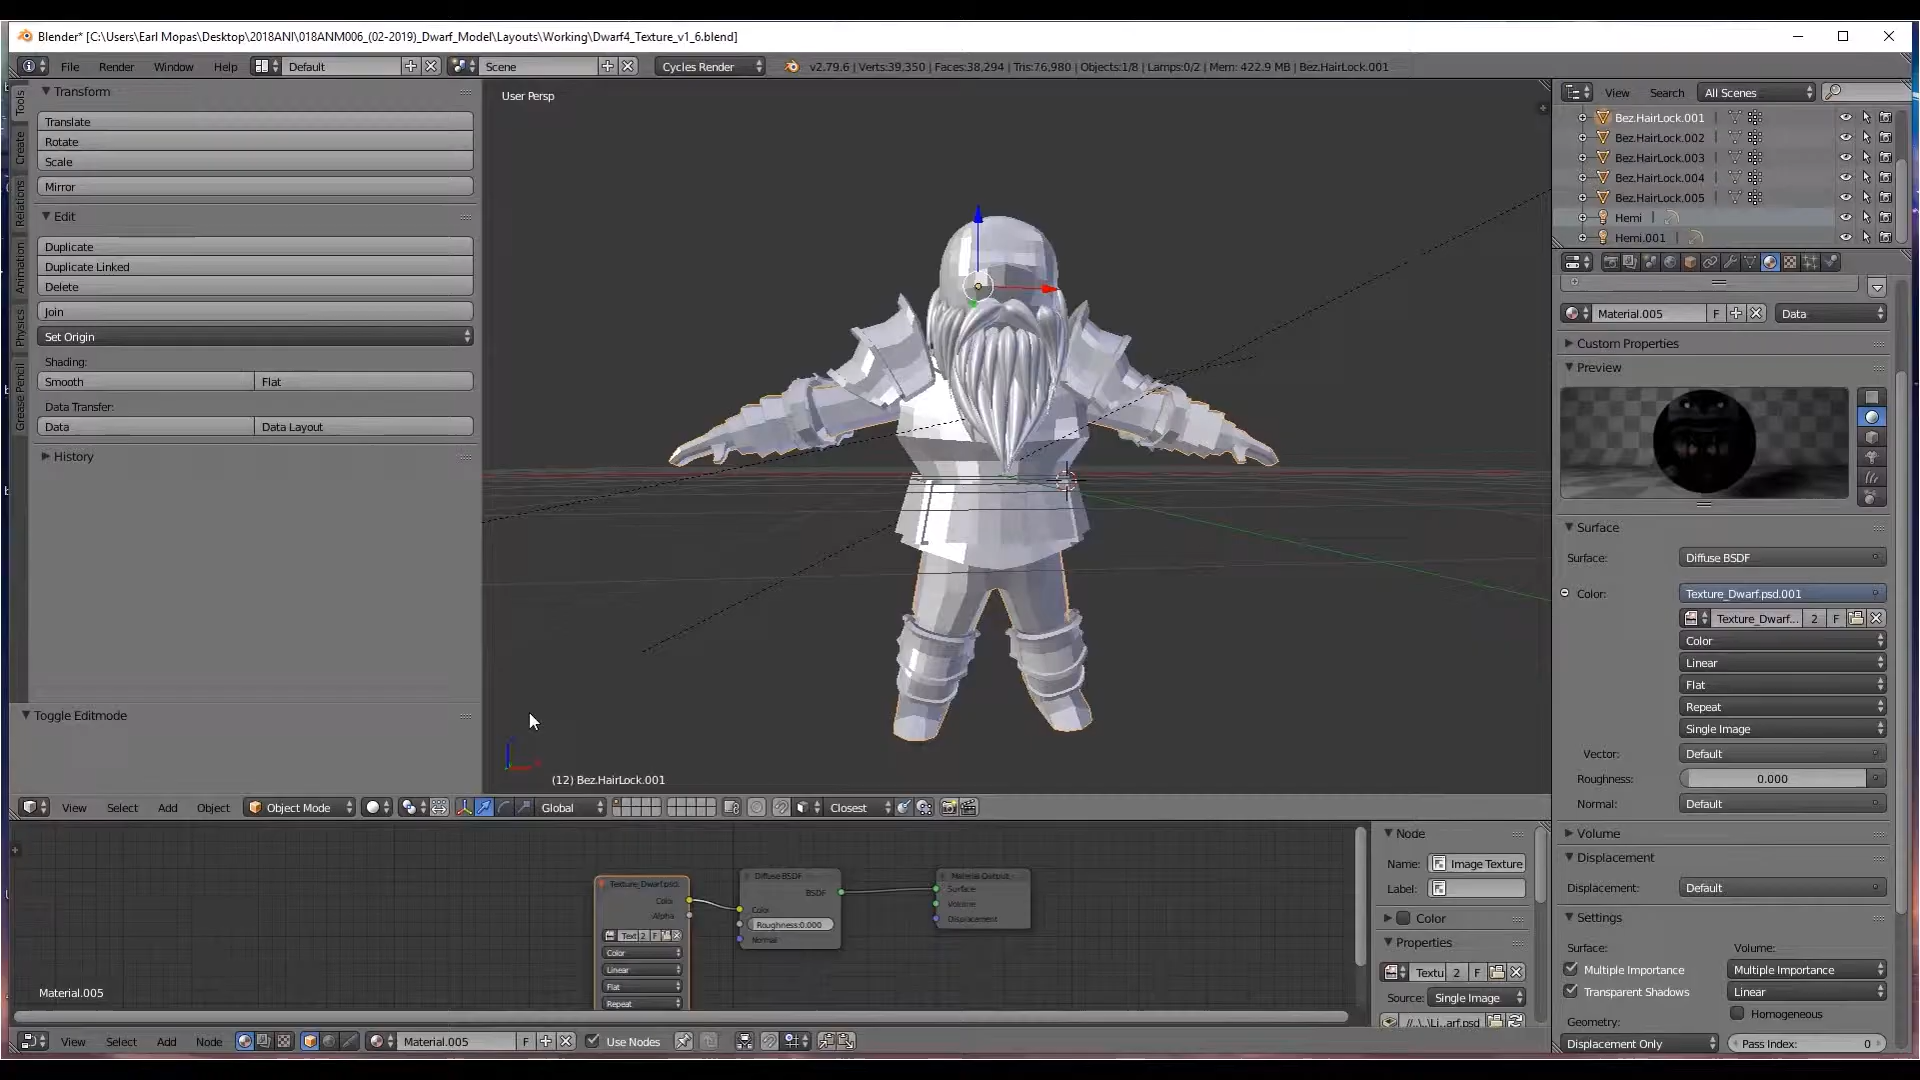 Blender* [C:\Users\Earl Mopas\Desktop\2018ANI\018ANM006_(02-2019)_Dwarf_Model\Layouts\Working\Dwarf4_Texture_v1_6.blend]
File Render Window Help Default Scene Cycles Render v2.79.6 | Verts:39,350 | Faces:38,294 | Tris:76,980 | Objects:1/8 | Lamps:0/2 | Mem: 422.9 MB | Bez.HairLock.001
Tools
Create
Relations
Animation
Physics
Grease Pencil
Transform
Translate
Rotate
Scale
Mirror
Edit
Duplicate
Duplicate Linked
Delete
Join
Set Origin
Shading:
Smooth Flat
Data Transfer:
Data Data Layout
History
Toggle Editmode
User Persp
(12) Bez.HairLock.001
View Select Add Object Object Mode Global Closest
View Search All Scenes
Bez.HairLock.001
Bez.HairLock.002
Bez.HairLock.003
Bez.HairLock.004
Bez.HairLock.005
Hemi
Hemi.001
Material.005 F Data
Custom Properties
Preview
Surface
Surface: Diffuse BSDF
Color: Texture_Dwarf.psd.001
Texture_Dwarf... 2 F
Color
Linear
Flat
Repeat
Single Image
Vector: Default
Roughness: 0.000
Normal: Default
Volume
Displacement
Displacement: Default
Settings
Surface: Volume:
Multiple Importance Multiple Importance
Transparent Shadows Linear
Homogeneous
Geometry:
Displacement Only Pass Index: 0
Texture_Dwarf.psd.
Color
Alpha
Text 2 F
Color
Linear
Flat
Repeat
Diffuse BSDF
BSDF
Color
Roughness:0.000
Normal
Material Output
Surface
Volume
Displacement
Material.005
Node
Name: Image Texture
Label:
Color
Properties
Textu 2 F
Source: Single Image
//..\..\Li...arf.psd
View Select Add Node Material.005 F Use Nodes